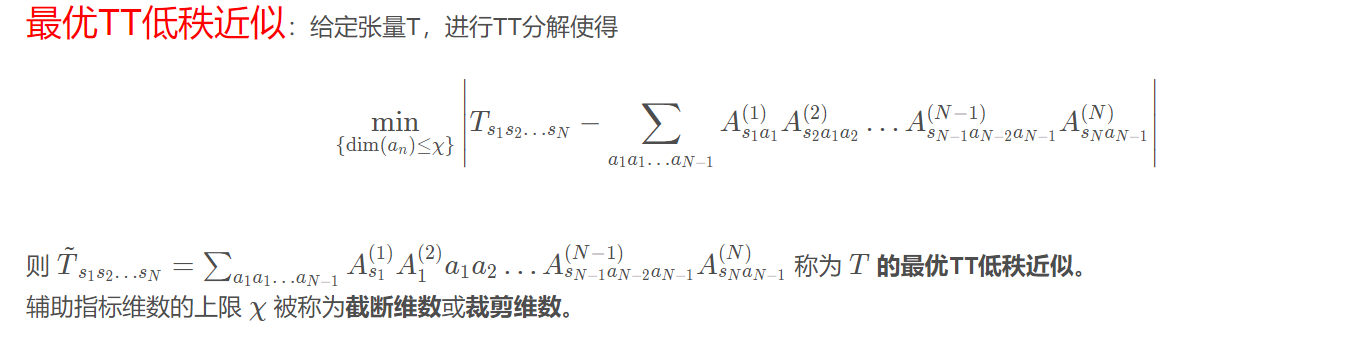 最优TT低秩近似：给定张量T，进行TT分解使得
$$\min_{\{\dim(a_n)\leq\chi\}} \left| T_{s_1s_2\ldots s_N} - \sum_{a_1a_1\ldots a_{N-1}} A^{(1)}_{s_1a_1} A^{(2)}_{s_2a_1a_2} \ldots A^{(N-1)}_{s_{N-1}a_{N-2}a_{N-1}} A^{(N)}_{s_Na_{N-1}} \right|$$
则 $\tilde{T}_{s_1s_2\ldots s_N} = \sum_{a_1a_1\ldots a_{N-1}} A^{(1)}_{s_1} A^{(2)}_{1} a_1a_2 \ldots A^{(N-1)}_{s_{N-1}a_{N-2}a_{N-1}} A^{(N)}_{s_Na_{N-1}}$ 称为 $T$ 的最优TT低秩近似。
辅助指标维数的上限 $\chi$ 被称为截断维数或裁剪维数。